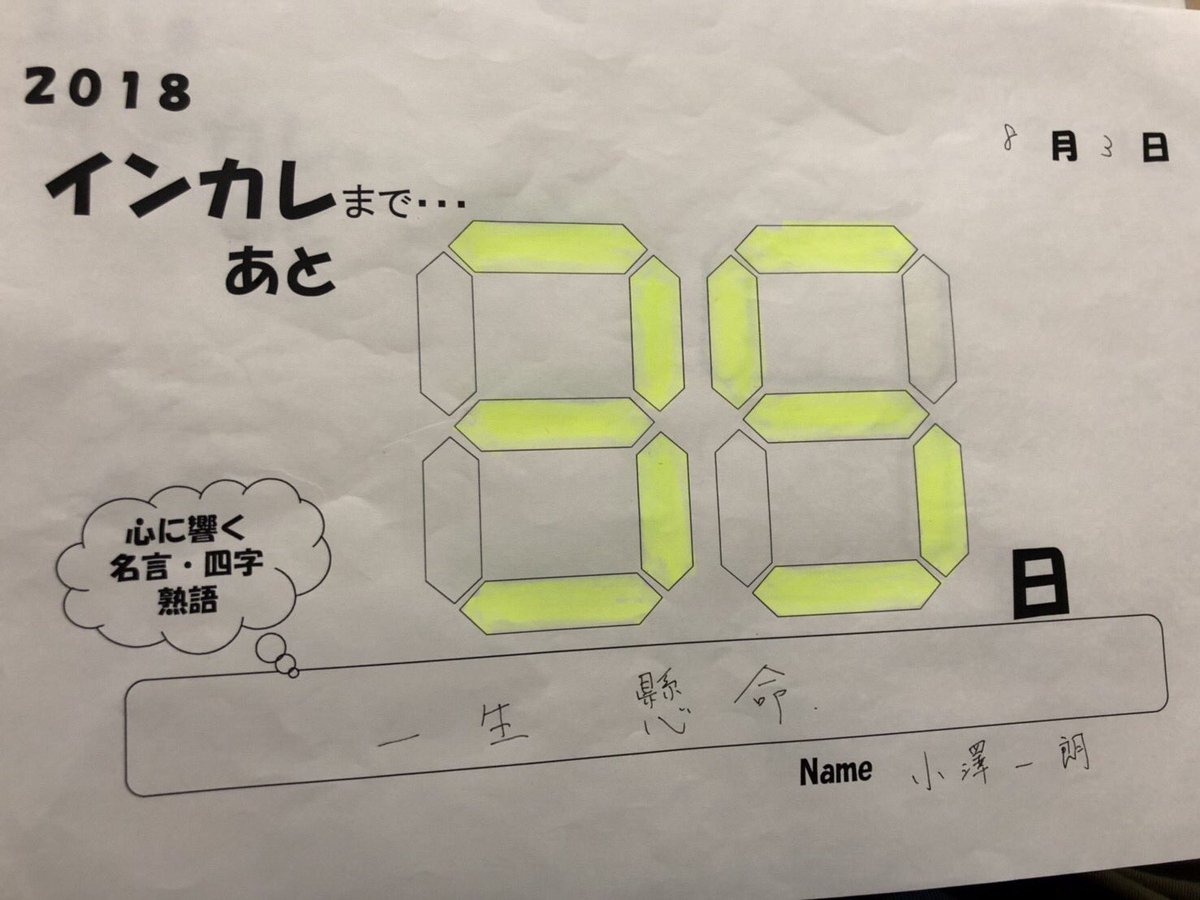 2018
8月3日
インカレまで・・・
あと
35
日
心に響く
名言・四字
熟語
一生懸命.
Name 小澤一朗